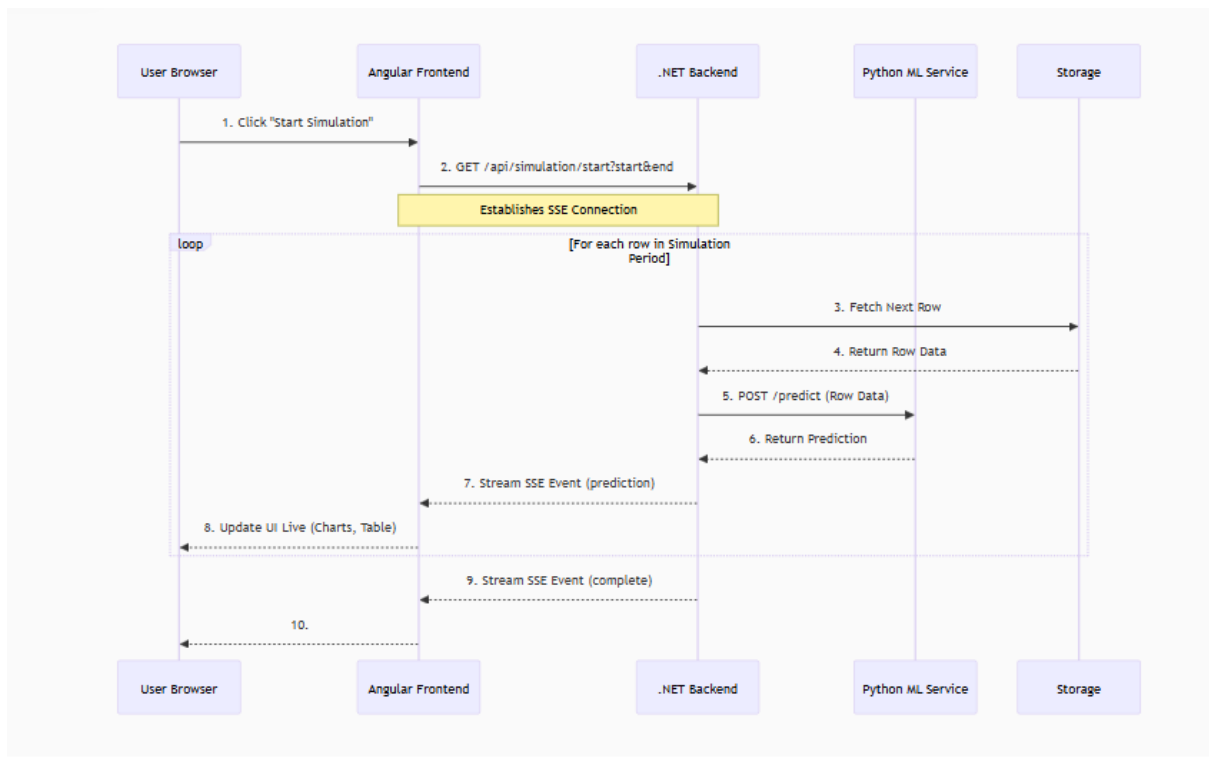 User Browser
Angular Frontend
.NET Backend
Python ML Service
Storage
1. Click "Start Simulation"
2. GET /api/simulation/start?start&end
Establishes SSE Connection
loop
[For each row in Simulation
Period]
3. Fetch Next Row
4. Return Row Data
5. POST /predict (Row Data)
6. Return Prediction
7. Stream SSE Event (prediction)
8. Update UI Live (Charts, Table)
9. Stream SSE Event (complete)
10.
User Browser
Angular Frontend
.NET Backend
Python ML Service
Storage